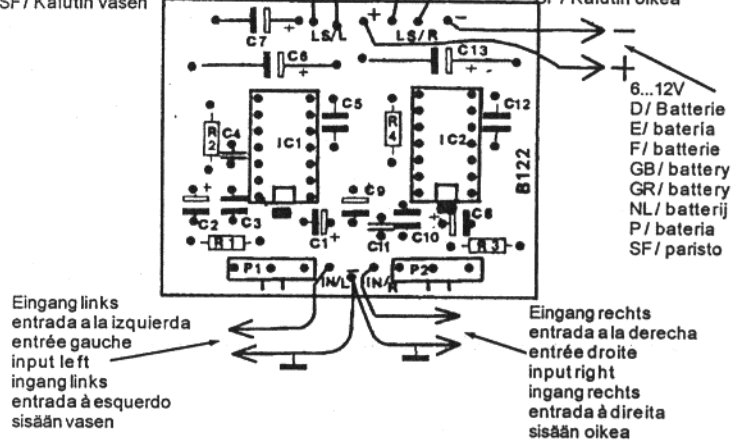 SF/ Kaiutin vasen
SF/ Kaiutin oikea
C7
LS/L
+
LS/R
−
−
C6
+
C13
+ -
+
6...12V
D/ Batterie
E/ batería
F/ batterie
GB/ battery
GR/ battery
NL/ batterij
P/ bateria
SF/ paristo
R2
C4
IC1
C5
R4
IC2
C12
B122
+
C2
C3
C1
+
C9
C11
C10
+
C8
R1
R3
P1
IN/L
IN/R
P2
Eingang links
entrada a la izquierda
entrée gauche
input left
ingang links
entrada à esquerdo
sisään vasen
Eingang rechts
entrada a la derecha
entrée droite
input right
ingang rechts
entrada à direita
sisään oikea